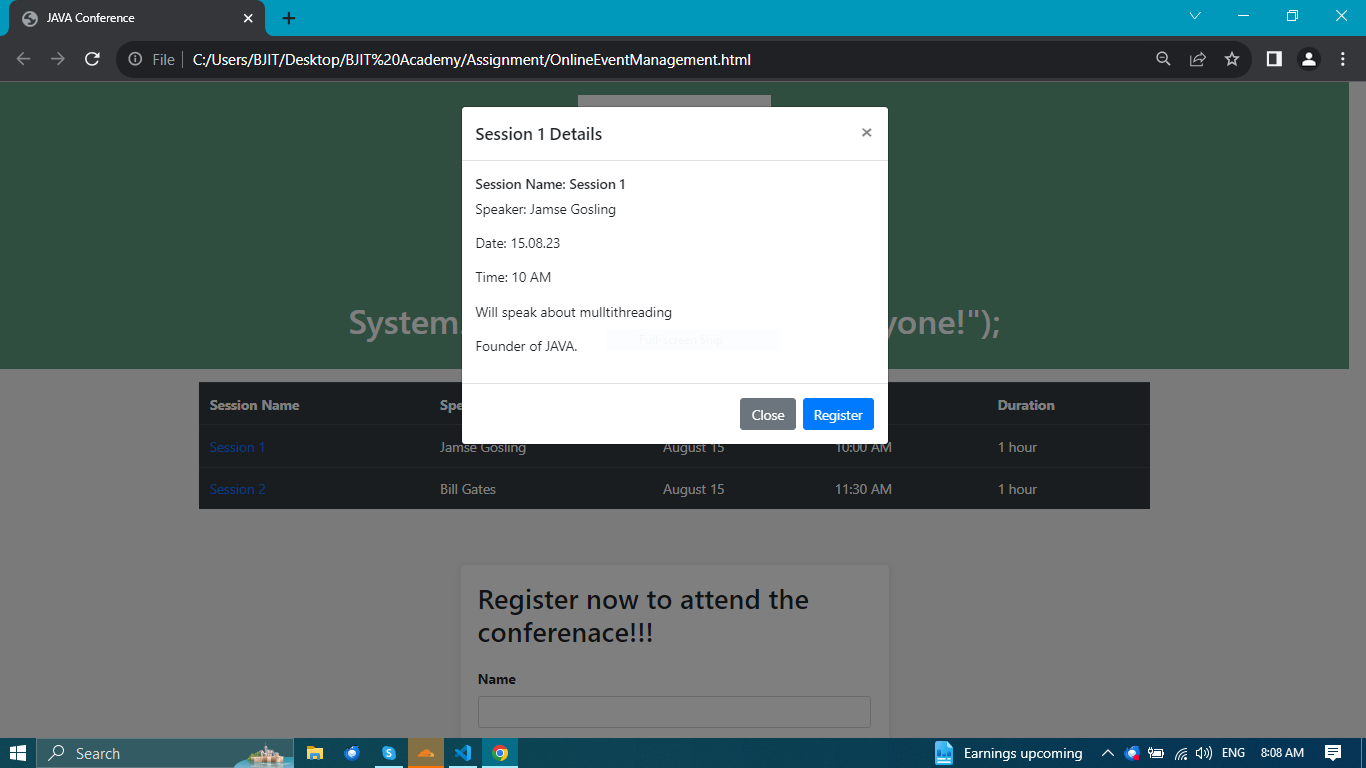 JAVA Conference
File
C:/Users/BJIT/Desktop/BJIT%20Academy/Assignment/OnlineEventManagement.html
Session 1 Details
×
Session Name: Session 1
Speaker: Jamse Gosling
Date: 15.08.23
Time: 10 AM
Will speak about mulltithreading
Founder of JAVA.
Close Register
System. yone!");
Session Name Spe Duration
Session 1 Jamse Gosling August 15 10:00 AM 1 hour
Session 2 Bill Gates August 15 11:30 AM 1 hour
Register now to attend the
conferenace!!!
Name
Search Earnings upcoming ENG 8:08 AM